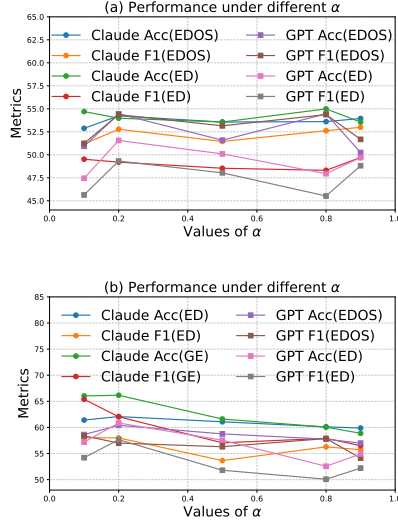 (a) Performance under different α
65.0
62.5
60.0
57.5
55.0
52.5
50.0
47.5
45.0
Metrics
Claude Acc(EDOS)
Claude F1(EDOS)
Claude Acc(ED)
Claude F1(ED)
GPT Acc(EDOS)
GPT F1(EDOS)
GPT Acc(ED)
GPT F1(ED)
0.0 0.2 0.4 0.6 0.8 1.0
Values of α
(b) Performance under different α
85
80
75
70
65
60
55
50
Metrics
Claude Acc(ED)
Claude F1(ED)
Claude Acc(GE)
Claude F1(GE)
GPT Acc(EDOS)
GPT F1(EDOS)
GPT Acc(ED)
GPT F1(ED)
0.0 0.2 0.4 0.6 0.8 1.0
Values of α